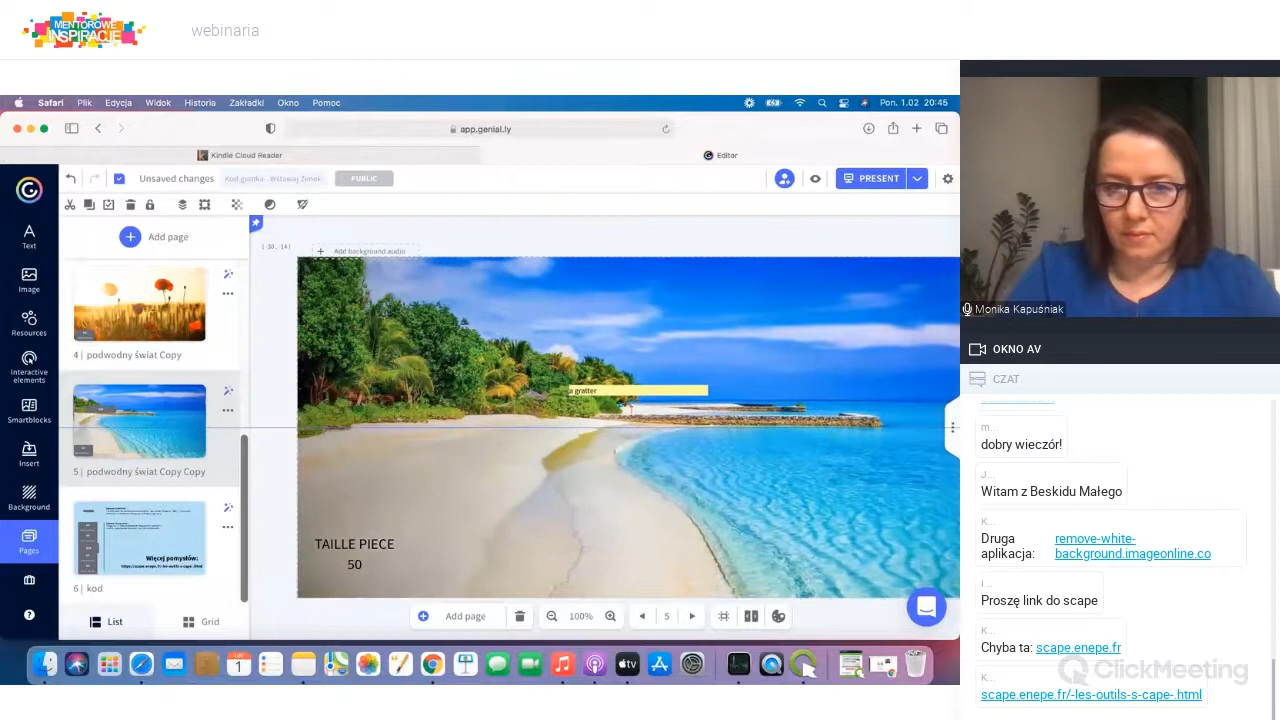 MENTOROWE
INSPIRACJE
webinaria
Safari Plik Edycja Widok Historia Zakładki Okno Pomoc
Pon. 1.02 20:45
app.genial.ly
Kindle Cloud Reader
Editor
Unsaved changes
PUBLIC
PRESENT
Text
Image
Resources
Interactive
elements
Smartblocks
Insert
Background
Pages
Add page
4 | podwodny świat Copy
5 | podwodny świat Copy Copy
Więcej pomysłów:
6 | kod
List
Grid
Add background audio
a gratter
TAILLE PIECE
50
Add page
100%
5
Monika Kapuśniak
OKNO AV
CZAT
m...
dobry wieczór!
J...
Witam z Beskidu Małego
K...
Druga
aplikacja:
remove-white-
background.imageonline.co
I...
Proszę link do scape
K...
Chyba ta: scape.enepe.fr
K...
scape.enepe.fr/-les-outils-s-cape-.html
ClickMeeting